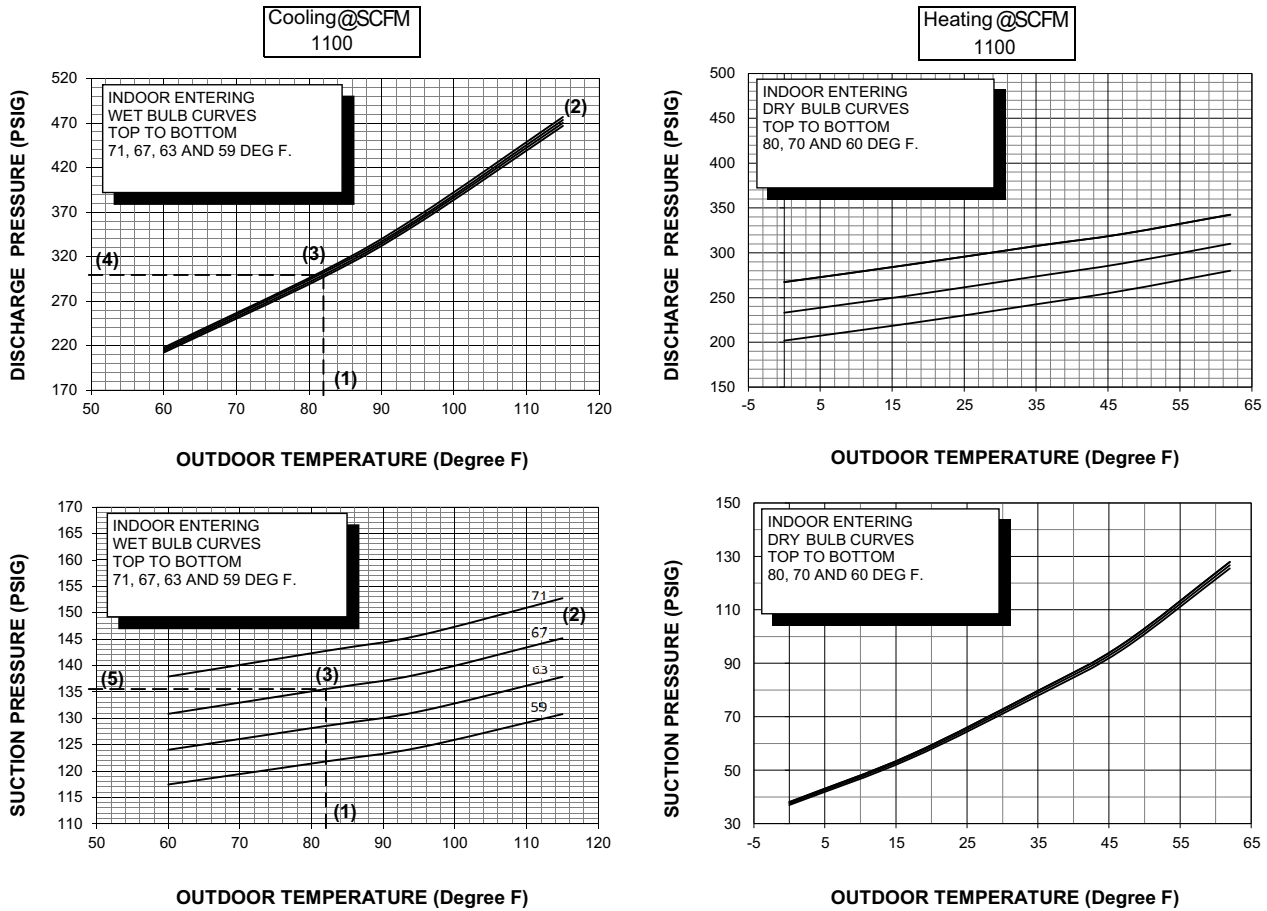 Cooling@SCFM
1100
DISCHARGE PRESSURE (PSIG)
520
470
420
370
320
270
220
170
INDOOR ENTERING
WET BULB CURVES
TOP TO BOTTOM
71, 67, 63 AND 59 DEG F.
(2)
(3)
(4)
(1)
50 60 70 80 90 100 110 120
OUTDOOR TEMPERATURE (Degree F)
Heating@SCFM
1100
DISCHARGE PRESSURE (PSIG)
500
450
400
350
300
250
200
150
INDOOR ENTERING
DRY BULB CURVES
TOP TO BOTTOM
80, 70 AND 60 DEG F.
-5 5 15 25 35 45 55 65
OUTDOOR TEMPERATURE (Degree F)
SUCTION PRESSURE (PSIG)
170
165
160
155
150
145
140
135
130
125
120
115
110
INDOOR ENTERING
WET BULB CURVES
TOP TO BOTTOM
71, 67, 63 AND 59 DEG F.
71
(2)
67
(3)
63
(5)
59
(1)
50 60 70 80 90 100 110 120
OUTDOOR TEMPERATURE (Degree F)
SUCTION PRESSURE (PSIG)
150
130
110
90
70
50
30
INDOOR ENTERING
DRY BULB CURVES
TOP TO BOTTOM
80, 70 AND 60 DEG F.
-5 5 15 25 35 45 55 65
OUTDOOR TEMPERATURE (Degree F)